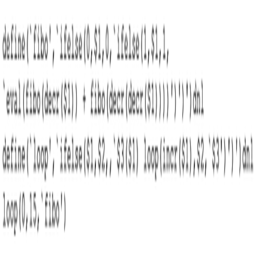 define(`fibo',`ifelse(0,$1,0,`ifelse(1,$1,1,
`eval(fibo(decr($1)) + fibo(decr(decr($1))))')')')dnl
define(`loop',`ifelse($1,$2,,`$3($1) loop(incr($1),$2,`$3')')')dnl
loop(0,15,`fibo')